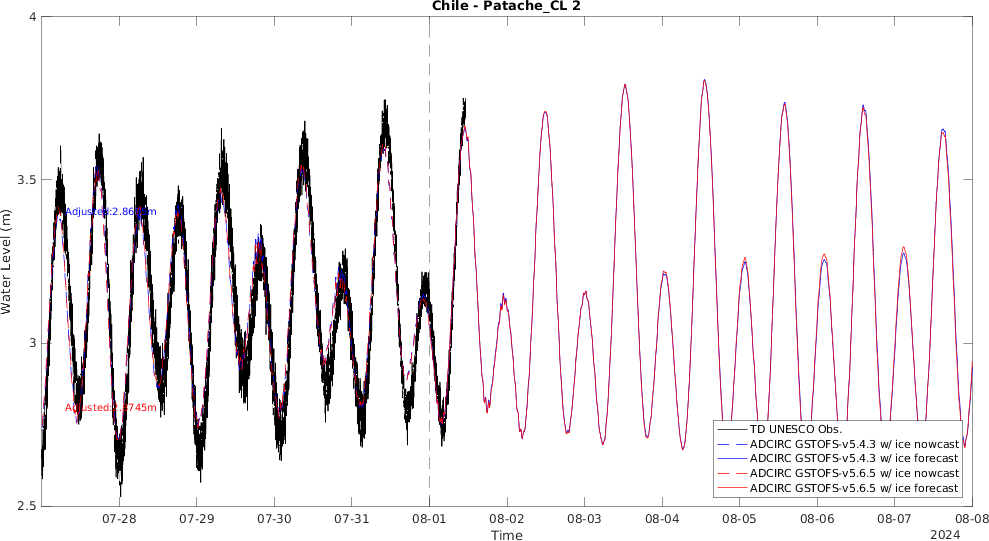 Chile - Patache_CL 2
Water Level (m)
4
3.5
3
2.5
07-28
07-29
07-30
07-31
08-01
08-02
08-03
08-04
08-05
08-06
08-07
08-08
Time
2024
TD UNESCO Obs.
ADCIRC GSTOFS-v5.4.3 w/ ice nowcast
ADCIRC GSTOFS-v5.4.3 w/ ice forecast
ADCIRC GSTOFS-v5.6.5 w/ ice nowcast
ADCIRC GSTOFS-v5.6.5 w/ ice forecast